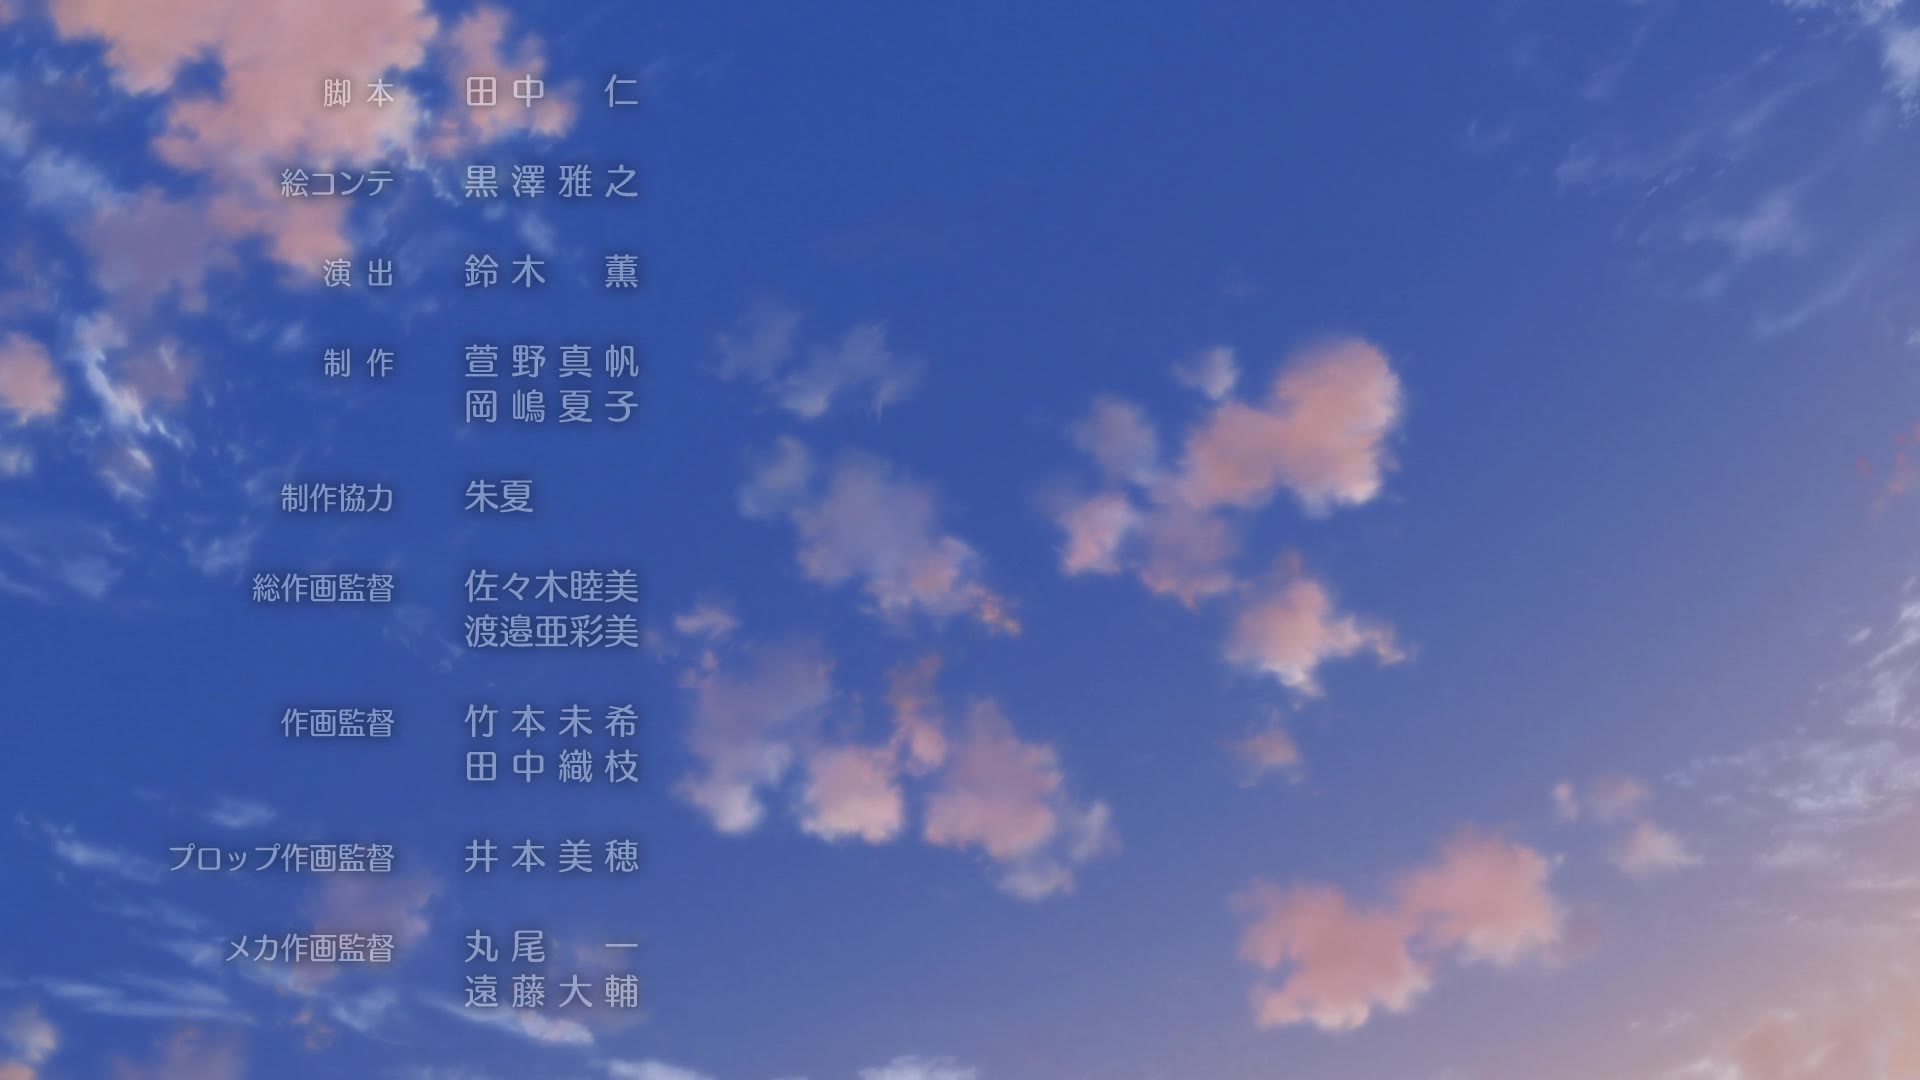 脚本 田中 仁
絵コンテ 黒澤雅之
演出 鈴木 薫
制作 萱野真帆
岡嶋夏子
制作協力 朱夏
総作画監督 佐々木睦美
渡邉亜彩美
作画監督 竹本未希
田中織枝
プロップ作画監督 井本美穂
メカ作画監督 丸尾 一
遠藤大輔